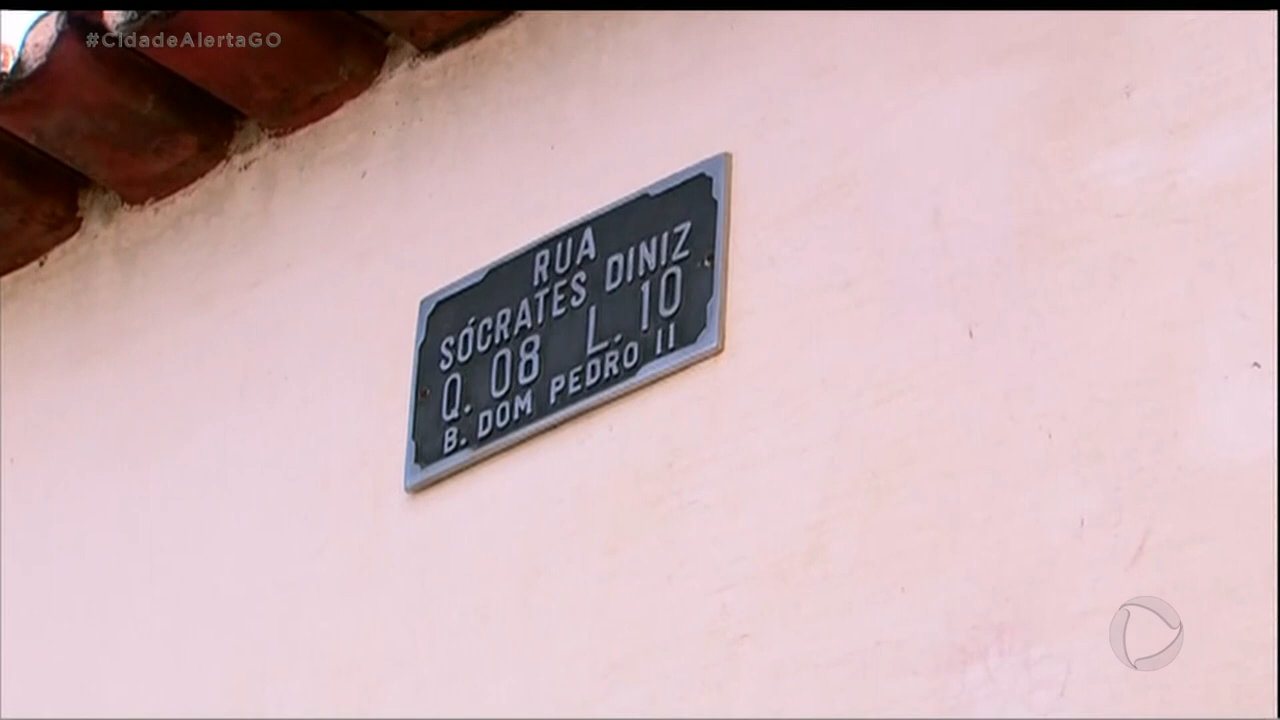 #CidadeAlertaGO
RUA
SÓCRATES DINIZ
Q. 08 L. 10
B. DOM PEDRO II